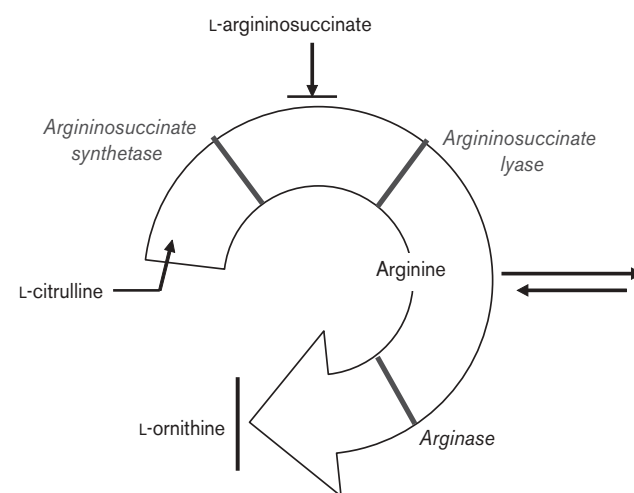 L-argininosuccinate
Argininosuccinate
synthetase
Argininosuccinate
lyase
Arginine
L-citrulline
L-ornithine
Arginase